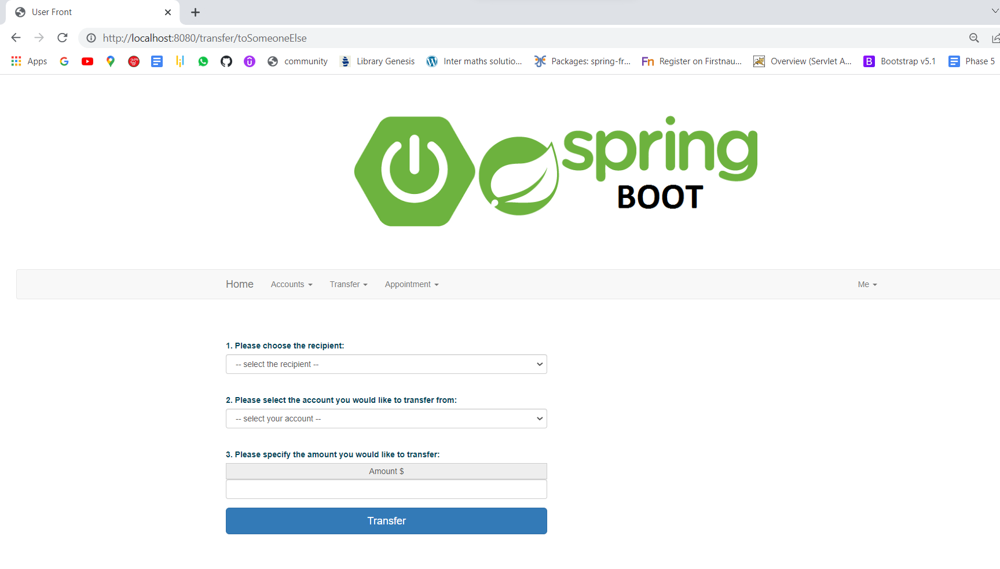 User Front
http://localhost:8080/transfer/toSomeoneElse
Apps community Library Genesis Inter maths solutio... Packages: spring-fr... Register on Firstnau... Overview (Servlet A... Bootstrap v5.1 Phase 5
spring
BOOT
Home Accounts Transfer Appointment Me
1. Please choose the recipient:
-- select the recipient --
2. Please select the account you would like to transfer from:
-- select your account --
3. Please specify the amount you would like to transfer:
Amount $
Transfer